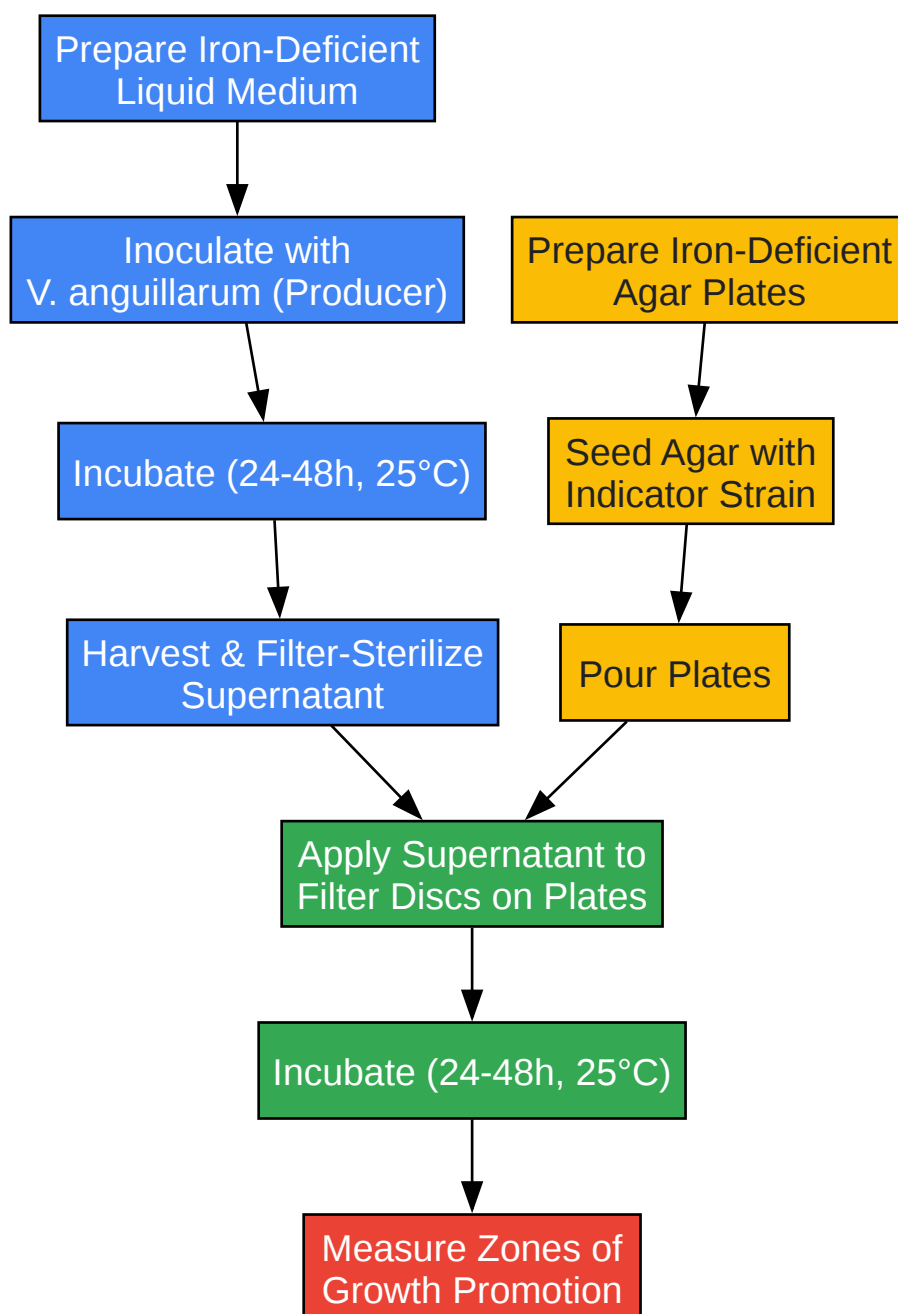 Prepare Iron-Deficient
Liquid Medium
Inoculate with
V. anguillarum (Producer)
Prepare Iron-Deficient
Agar Plates
Incubate (24-48h, 25°C)
Seed Agar with
Indicator Strain
Harvest & Filter-Sterilize
Supernatant
Pour Plates
Apply Supernatant to
Filter Discs on Plates
Incubate (24-48h, 25°C)
Measure Zones of
Growth Promotion